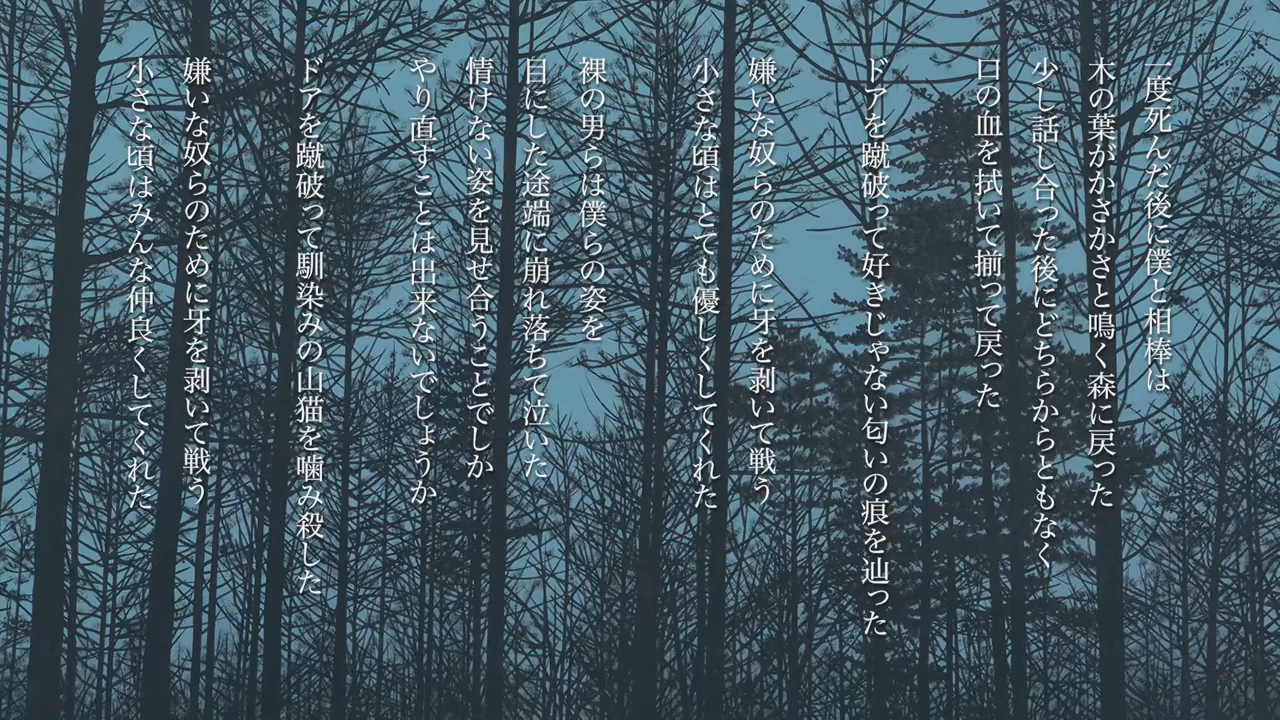 一度死んだ後に僕と相棒は
木の葉がかさかさと鳴く森に戻った
少し話し合った後にどちらからともなく
口の血を拭いて揃って戻った
ドアを蹴破って好きじゃない匂いの痕を辿った
嫌いな奴らのために牙を剥いて戦う
小さな頃はとても優しくしてくれた
裸の男らは僕らの姿を
目にした途端に崩れ落ちて泣いた
情けない姿を見せ合うことでしか
やり直すことは出来ないでしょうか
ドアを蹴破って馴染みの山猫を噛み殺した
嫌いな奴らのために牙を剥いて戦う
小さな頃はみんな仲良くしてくれた